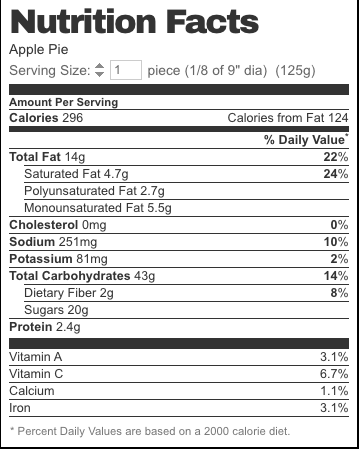 Nutrition Facts
Apple Pie
Serving Size: 1 piece (1/8 of 9" dia) (125g)
Amount Per Serving
Calories 296 Calories from Fat 124
% Daily Value*
Total Fat 14g 22%
Saturated Fat 4.7g 24%
Polyunsaturated Fat 2.7g
Monounsaturated Fat 5.5g
Cholesterol 0mg 0%
Sodium 251mg 10%
Potassium 81mg 2%
Total Carbohydrates 43g 14%
Dietary Fiber 2g 8%
Sugars 20g
Protein 2.4g
Vitamin A 3.1%
Vitamin C 6.7%
Calcium 1.1%
Iron 3.1%
* Percent Daily Values are based on a 2000 calorie diet.